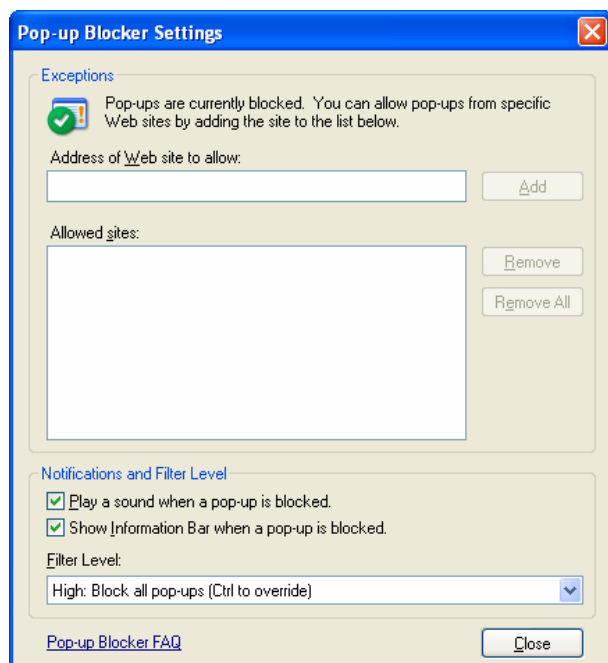 Pop-up Blocker Settings
Exceptions
Pop-ups are currently blocked. You can allow pop-ups from specific
Web sites by adding the site to the list below.
Address of Web site to allow:
Add
Allowed sites:
Remove
Remove All
Notifications and Filter Level
Play a sound when a pop-up is blocked.
Show Information Bar when a pop-up is blocked.
Filter Level:
High: Block all pop-ups (Ctrl to override)
Pop-up Blocker FAQ
Close